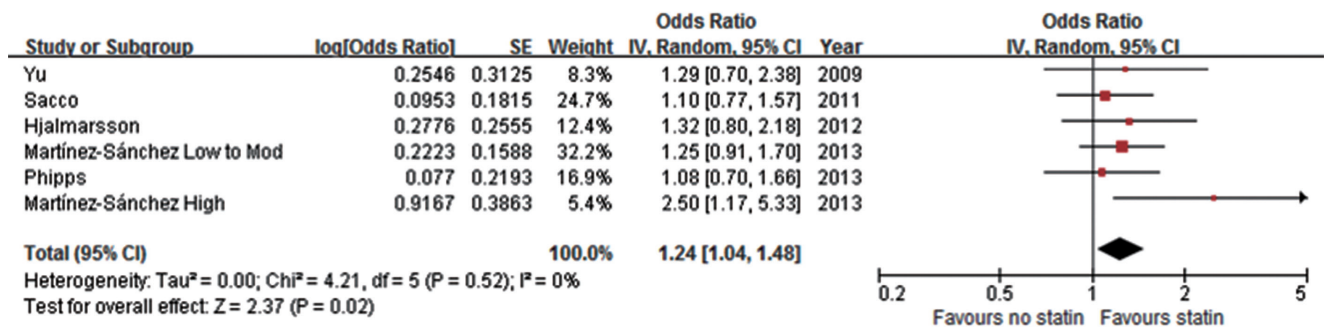 Odds Ratio Odds Ratio
Study or Subgroup log[Odds Ratio] SE Weight IV, Random, 95% CI Year IV, Random, 95% CI
Yu 0.2546 0.3125 8.3% 1.29 [0.70, 2.38] 2009
Sacco 0.0953 0.1815 24.7% 1.10 [0.77, 1.57] 2011
Hjalmarsson 0.2776 0.2555 12.4% 1.32 [0.80, 2.18] 2012
Martínez-Sánchez Low to Mod 0.2223 0.1588 32.2% 1.25 [0.91, 1.70] 2013
Phipps 0.077 0.2193 16.9% 1.08 [0.70, 1.66] 2013
Martínez-Sánchez High 0.9167 0.3863 5.4% 2.50 [1.17, 5.33] 2013
Total (95% CI) 100.0% 1.24 [1.04, 1.48]
Heterogeneity: Tau² = 0.00; Chi² = 4.21, df = 5 (P = 0.52); I² = 0%
Test for overall effect: Z = 2.37 (P = 0.02)
0.2 0.5 1 2 5
Favours no statin Favours statin